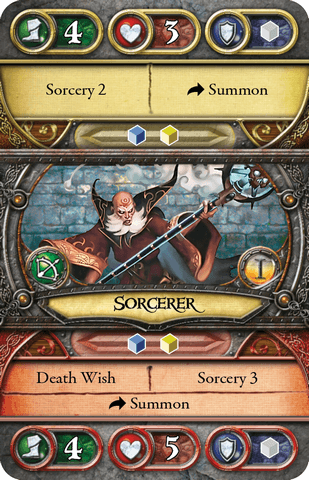 4 3
Sorcery 2 Summon
I
SORCERER
Death Wish Sorcery 3
Summon
4 5